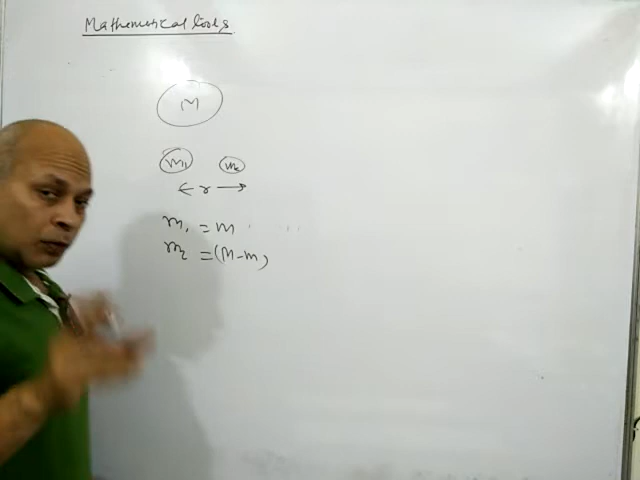 Mathematical tools
M
m₁ m₂
← r →
m₁ = m
m₂ = (M-m)